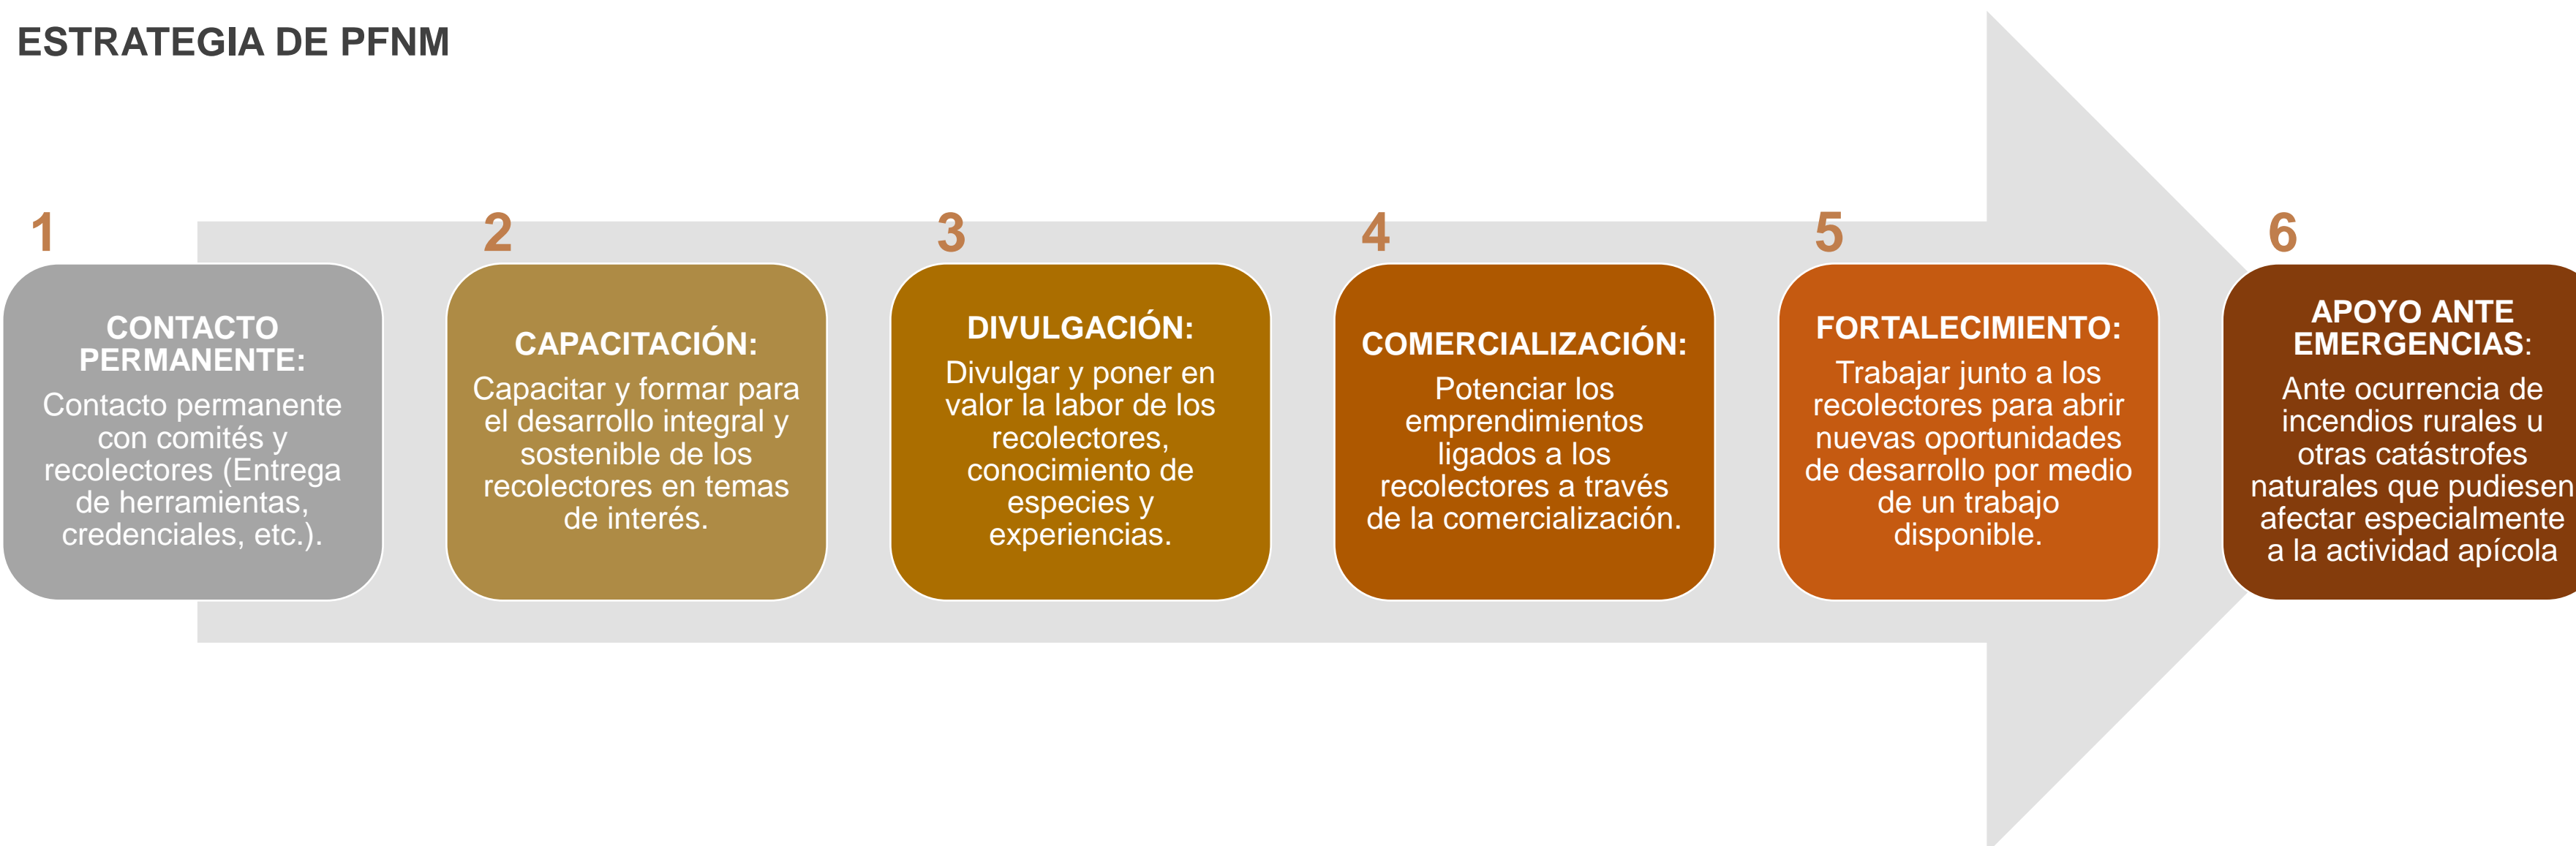 ESTRATEGIA DE PFNM
1
CONTACTO
PERMANENTE:
Contacto permanente
con comités y
recolectores (Entrega
de herramientas,
credenciales, etc.).
2
CAPACITACIÓN:
Capacitar y formar para
el desarrollo integral y
sostenible de los
recolectores en temas
de interés.
3
DIVULGACIÓN:
Divulgar y poner en
valor la labor de los
recolectores,
conocimiento de
especies y
experiencias.
4
COMERCIALIZACIÓN:
Potenciar los
emprendimientos
ligados a los
recolectores a través
de la comercialización.
5
FORTALECIMIENTO:
Trabajar junto a los
recolectores para abrir
nuevas oportunidades
de desarrollo por medio
de un trabajo
disponible.
6
APOYO ANTE
EMERGENCIAS:
Ante ocurrencia de
incendios rurales u
otras catástrofes
naturales que pudiesen
afectar especialmente
a la actividad apícola